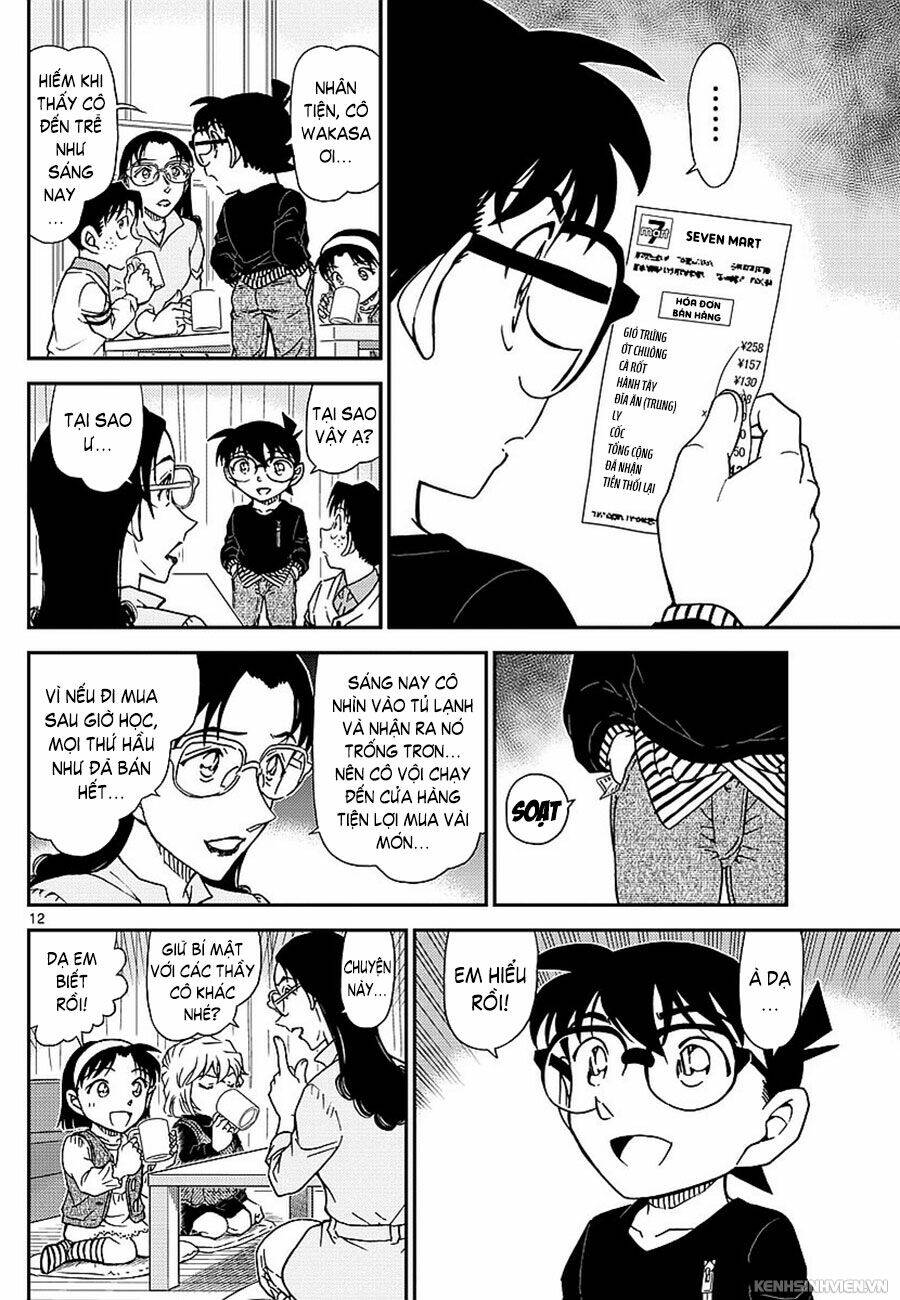 ......
7
mart
SEVEN MART
HÓA ĐƠN
BÁN HÀNG
GIỎ TRỨNG
ỚT CHUÔNG
CÀ RỐT
HÀNH TÂY
ĐĨA ĂN (TRUNG)
LY
CỐC
TỔNG CỘNG
ĐÃ NHẬN
TIỀN THỐI LẠI
¥258
¥157
¥130
NHÂN
TIỆN, CÔ
WAKASA
ƠI...
HIẾM KHI
THẤY CÔ
ĐẾN TRỄ
NHƯ
SÁNG
NAY
...
TẠI SAO
VẬY Ạ?
TẠI SAO
Ư...
SOẠT
SÁNG NAY CÔ
NHÌN VÀO TỦ LẠNH
VÀ NHẬN RA NÓ
TRỐNG TRƠN...
NÊN CÔ VỘI CHẠY
ĐẾN CỬA HÀNG
TIỆN LỢI MUA VÀI
MÓN...
VÌ NẾU ĐI MUA
SAU GIỜ HỌC,
MỌI THỨ HẦU
NHƯ ĐÃ BÁN
HẾT...
12
À DẠ
...
EM HIỂU
RỒI!
CHUYỆN
NÀY...
GIỮ BÍ MẬT
VỚI CÁC THẦY
CÔ KHÁC
NHÉ?
DẠ EM
BIẾT
RỒI!
KENHSINHVIEN.VN